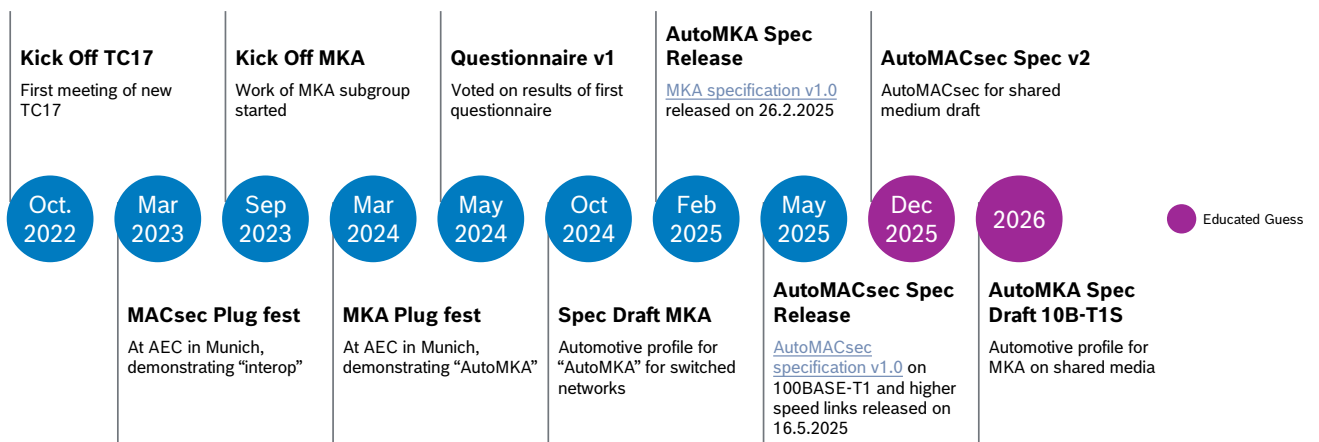 Kick Off TC17
First meeting of new
TC17
Kick Off MKA
Work of MKA subgroup
started
Questionnaire v1
Voted on results of first
questionnaire
AutoMKA Spec
Release
MKA specification v1.0
released on 26.2.2025
AutoMACsec Spec v2
AutoMACsec for shared
medium draft
Oct.
2022
Mar
2023
Sep
2023
Mar
2024
May
2024
Oct
2024
Feb
2025
May
2025
Dec
2025
2026
Educated Guess
MACsec Plug fest
At AEC in Munich,
demonstrating “interop”
MKA Plug fest
At AEC in Munich,
demonstrating “AutoMKA”
Spec Draft MKA
Automotive profile for
“AutoMKA” for switched
networks
AutoMACsec Spec
Release
AutoMACsec
specification v1.0 on
100BASE-T1 and higher
speed links released on
16.5.2025
AutoMKA Spec
Draft 10B-T1S
Automotive profile for
MKA on shared media